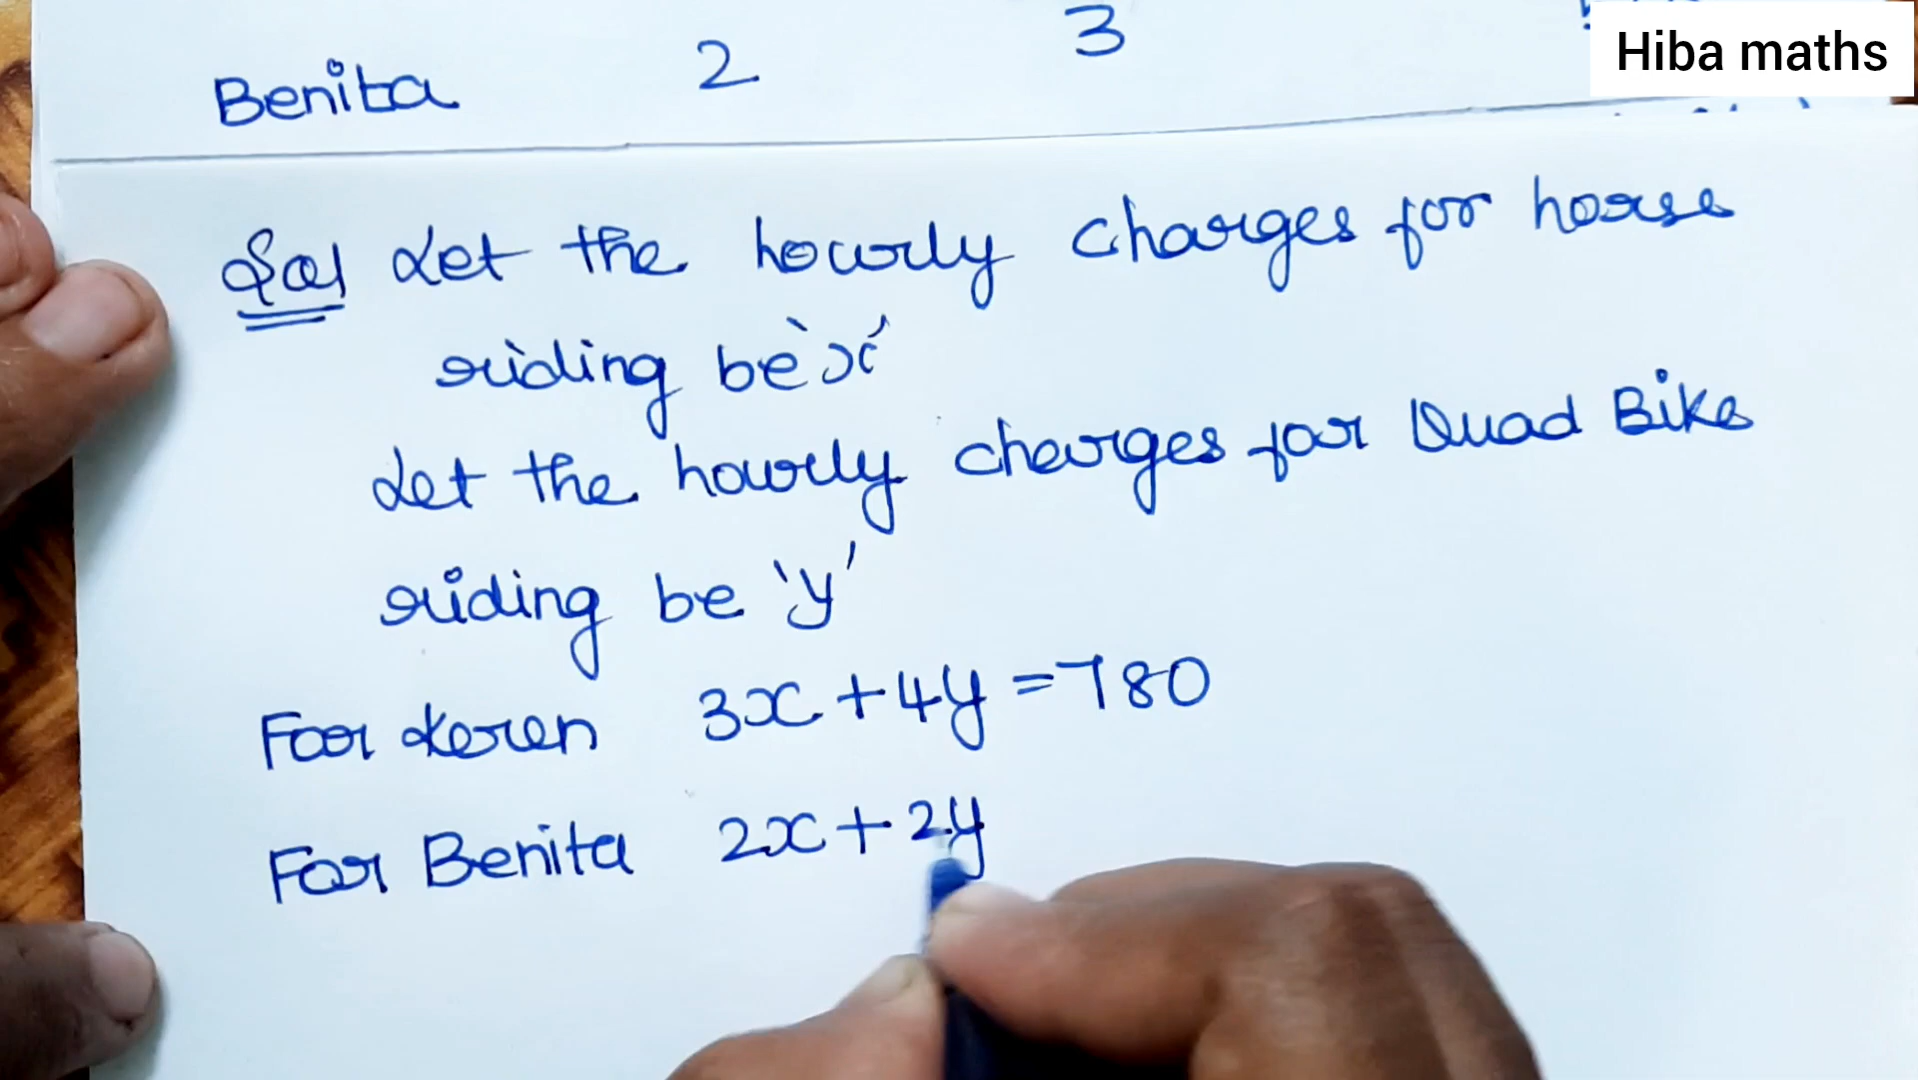 Hiba maths
Benita 2 3
Sol Let the hourly charges for horse
riding be 'x'
Let the hourly charges for Quad Bike
riding be 'y'
For Keren 3x + 4y = 780
For Benita 2x + 2y